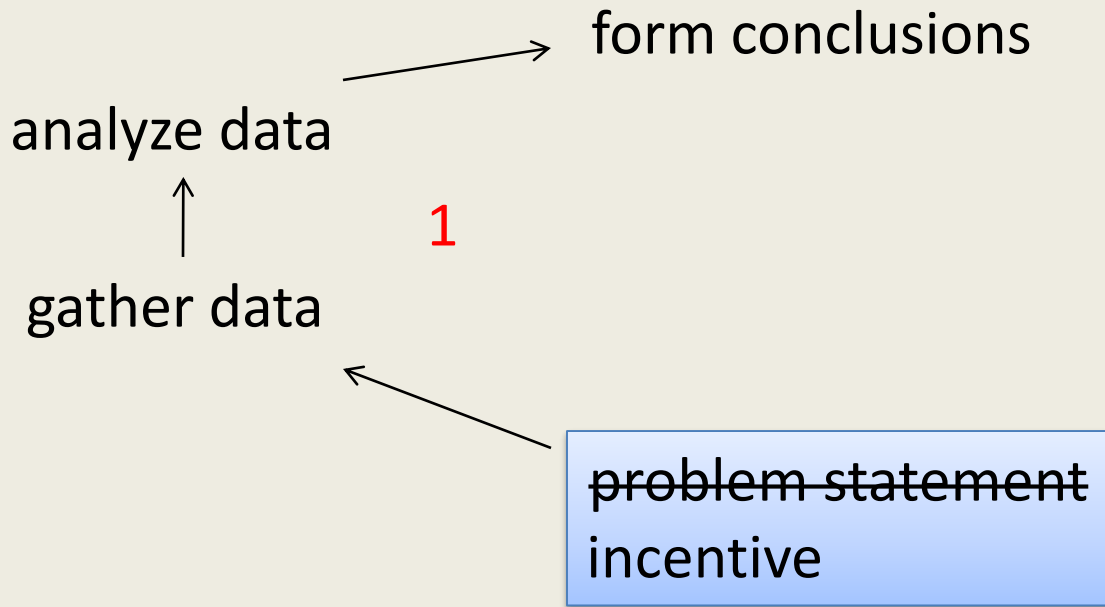 form conclusions
analyze data
1
gather data
problem statement
incentive